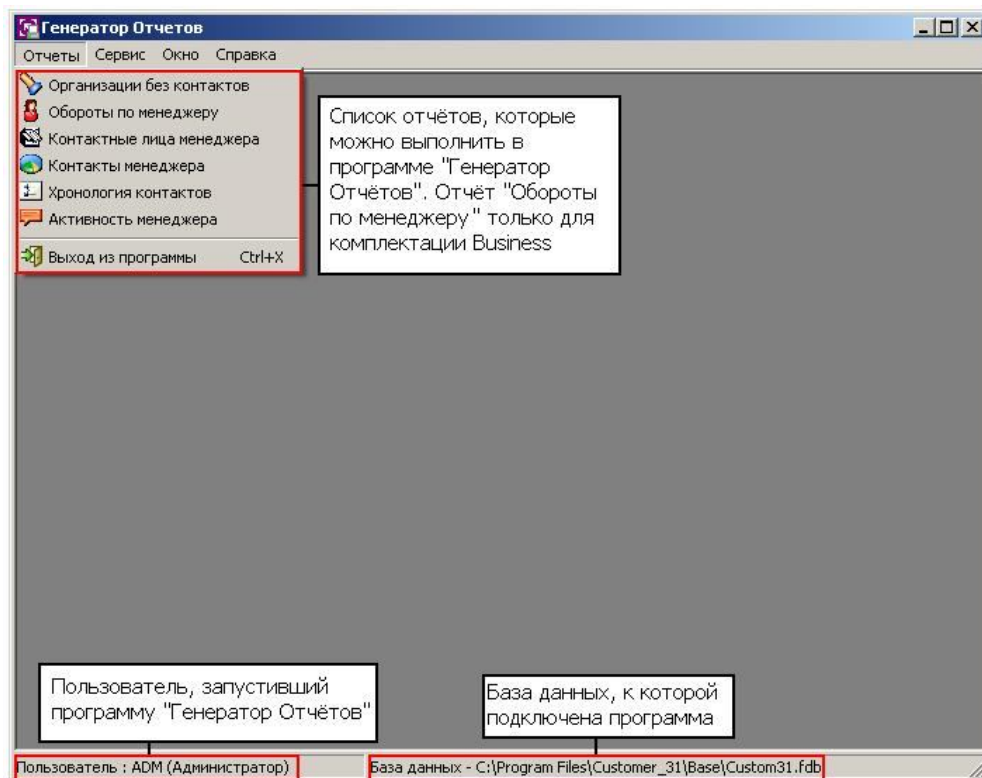 Генератор Отчетов
Отчеты Сервис Окно Справка
Организации без контактов
Обороты по менеджеру
Контактные лица менеджера
Контакты менеджера
Хронология контактов
Активность менеджера
Выход из программы Ctrl+X
Список отчётов, которые
можно выполнить в
программе "Генератор
Отчётов". Отчёт "Обороты
по менеджеру" только для
комплектации Business
Пользователь, запустивший
программу "Генератор Отчётов"
База данных, к которой
подключена программа
Пользователь : ADM (Администратор)
База данных - C:\Program Files\Customer_31\Base\Custom31.fdb